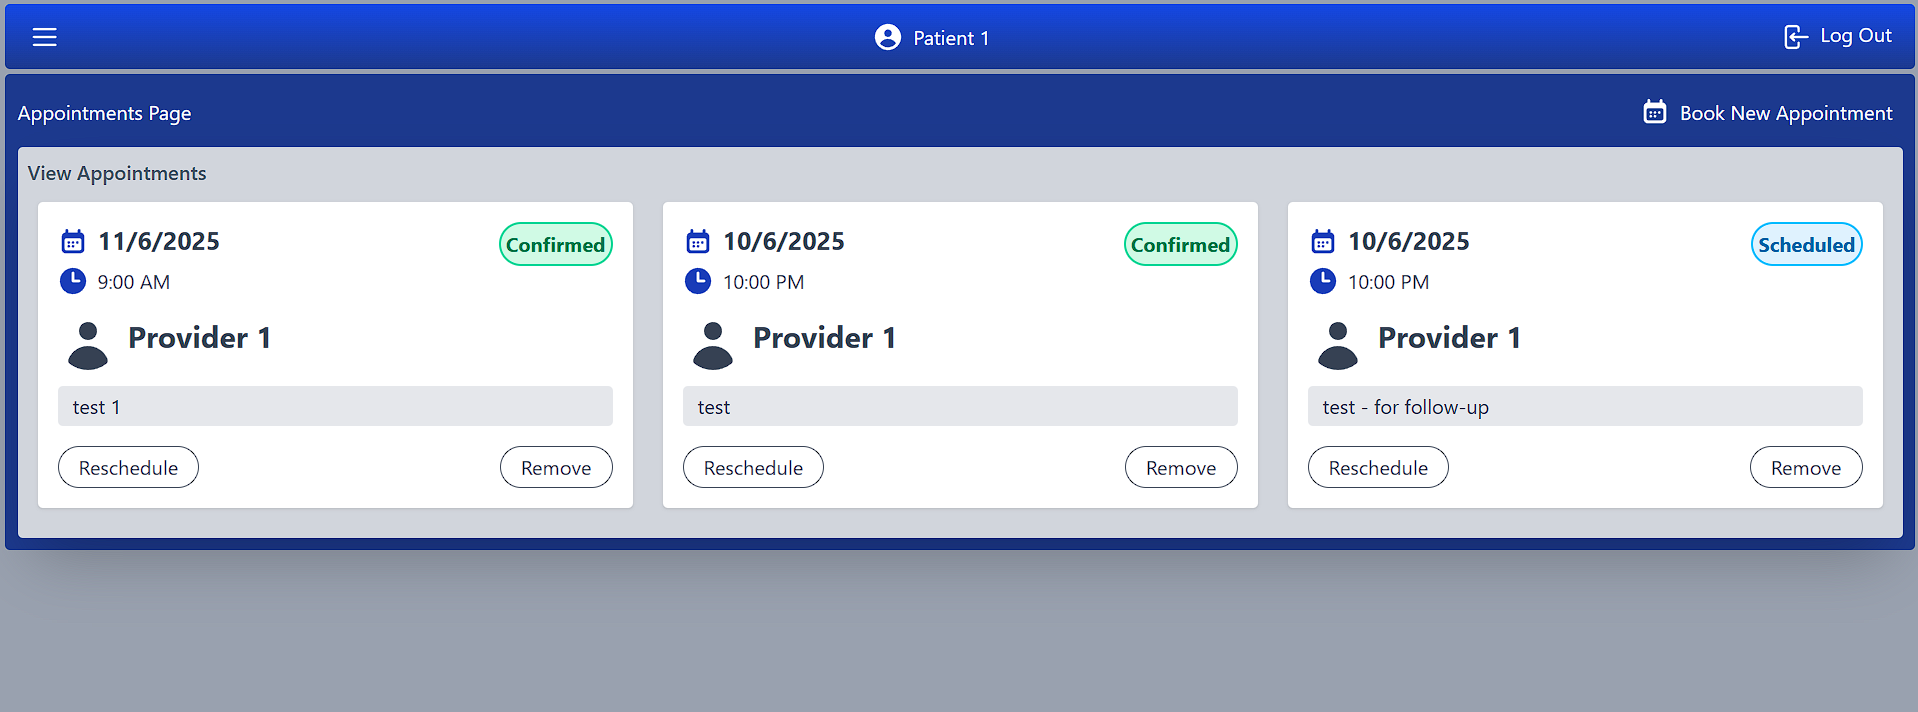 Patient 1
Log Out
Appointments Page
Book New Appointment
View Appointments
11/6/2025
Confirmed
9:00 AM
Provider 1
test 1
Reschedule
Remove
10/6/2025
Confirmed
10:00 PM
Provider 1
test
Reschedule
Remove
10/6/2025
Scheduled
10:00 PM
Provider 1
test - for follow-up
Reschedule
Remove